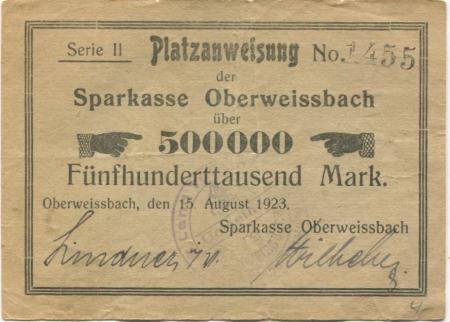 Serie II Platzanweisung No. 1455
der
Sparkasse Oberweissbach
über
500000
Fünfhunderttausend Mark.
Oberweissbach, den 15 August 1923.
Sparkasse Oberweissbach
Lindner i/v.